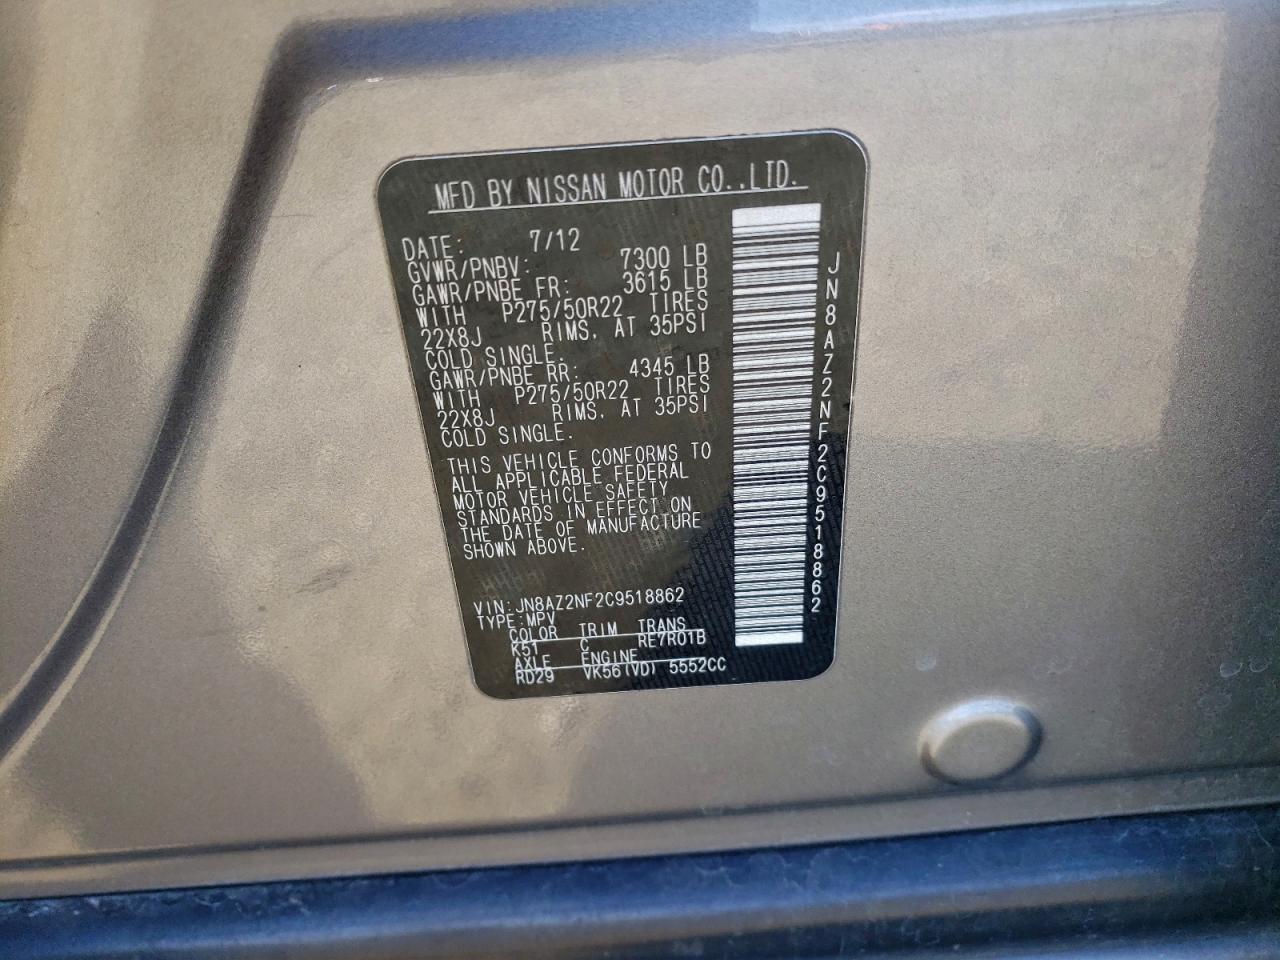 MFD BY NISSAN MOTOR CO.,LTD.
DATE: 7/12
GVWR/PNBV: 7300 LB
GAWR/PNBE FR: 3615 LB
WITH P275/50R22 TIRES
22X8J RIMS. AT 35PSI
COLD SINGLE.
GAWR/PNBE RR: 4345 LB
WITH P275/50R22 TIRES
22X8J RIMS. AT 35PSI
COLD SINGLE.
THIS VEHICLE CONFORMS TO
ALL APPLICABLE FEDERAL
MOTOR VEHICLE SAFETY
STANDARDS IN EFFECT ON
THE DATE OF MANUFACTURE
SHOWN ABOVE.
VIN:JN8AZ2NF2C9518862
TYPE:MPV
COLOR TRIM TRANS
K51 C RE7R01B
AXLE ENGINE
RD29 VK56(VD) 5552CC
JN8AZ2NF2C9518862